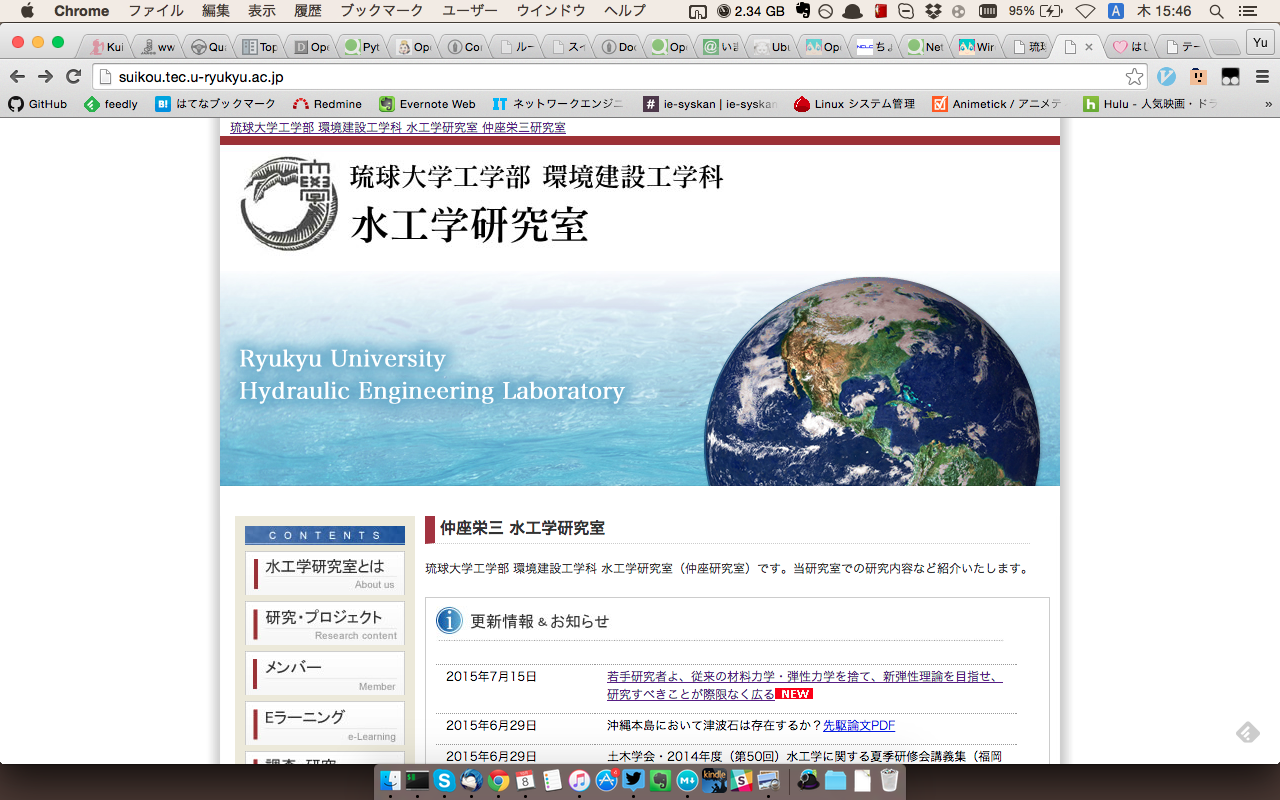 Chrome ファイル 編集 表示 履歴 ブックマーク ユーザー ウインドウ ヘルプ 2.34 GB 95% A 木 15:46
Kui ww Qu Top Ope Pyt Op Co ルー スイ Doc Ope いま Ubu Ope ちょ Net Wir 琉球 はし テー Yu
suikou.tec.u-ryukyu.ac.jp
GitHub feedly はてなブックマーク Redmine Evernote Web ネットワークエンジニ ie-syskan | ie-syskan Linux システム管理 Animetick / アニメテ Hulu - 人気映画・ドラ »
琉球大学工学部 環境建設工学科 水工学研究室 仲座栄三研究室
琉球大学工学部 環境建設工学科
水工学研究室
Ryukyu University
Hydraulic Engineering Laboratory
CONTENTS
水工学研究室とは
About us
研究・プロジェクト
Research content
メンバー
Member
Eラーニング
e-Learning
調査・研究
仲座栄三 水工学研究室
琉球大学工学部 環境建設工学科 水工学研究室（仲座研究室）です。当研究室での研究内容など紹介いたします。
更新情報 & お知らせ
2015年7月15日 若手研究者よ、従来の材料力学・弾性力学を捨て、新弾性理論を目指せ、
研究すべきことが際限なく広る NEW
2015年6月29日 沖縄本島において津波石は存在するか？先駆論文PDF
2015年6月29日 土木学会・2014年度（第50回）水工学に関する夏季研修会講義集（福岡